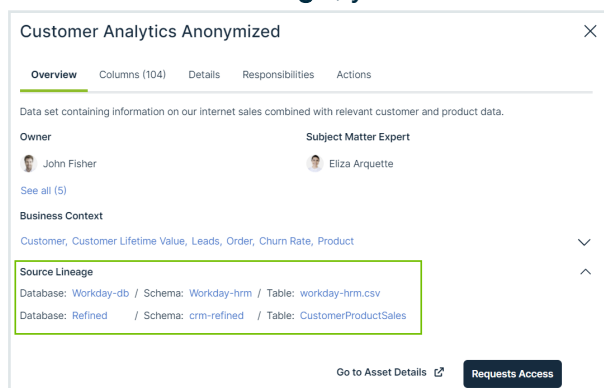 Customer Analytics Anonymized
Overview Columns (104) Details Responsibilities Actions
Data set containing information on our internet sales combined with relevant customer and product data.
Owner Subject Matter Expert
John Fisher Eliza Arquette
See all (5)
Business Context
Customer, Customer Lifetime Value, Leads, Order, Churn Rate, Product
Source Lineage
Database: Workday-db / Schema: Workday-hrm / Table: workday-hrm.csv
Database: Refined / Schema: crm-refined / Table: CustomerProductSales
Go to Asset Details Requests Access